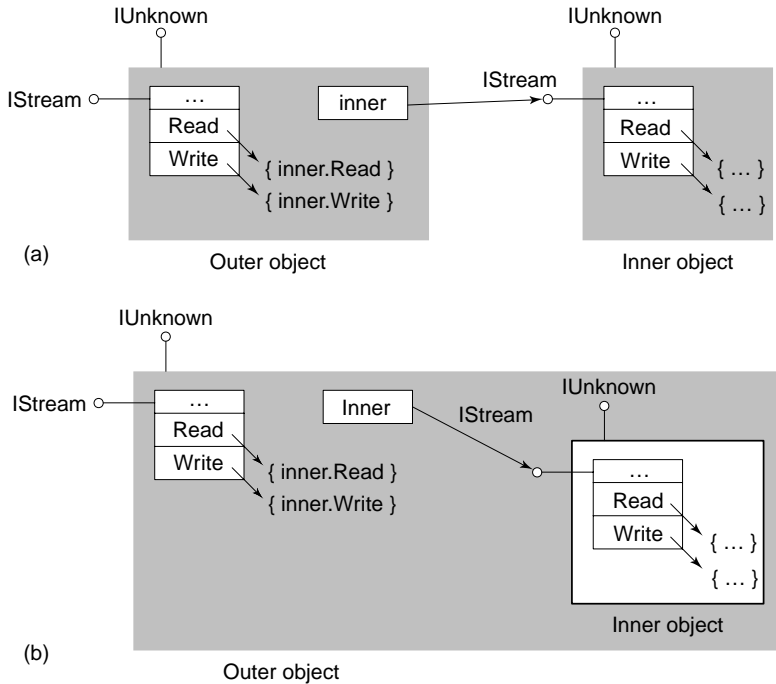 IUnknown
IUnknown
IStream
…
inner
IStream
…
Read
Read
Write
{ inner.Read }
Write
{ … }
{ inner.Write }
{ … }
(a)
Outer object
Inner object
IUnknown
IUnknown
IStream
…
Inner
IStream
Read
{ inner.Read }
Write
{ inner.Write }
…
Read
Write
{ … }
{ … }
Inner object
(b)
Outer object